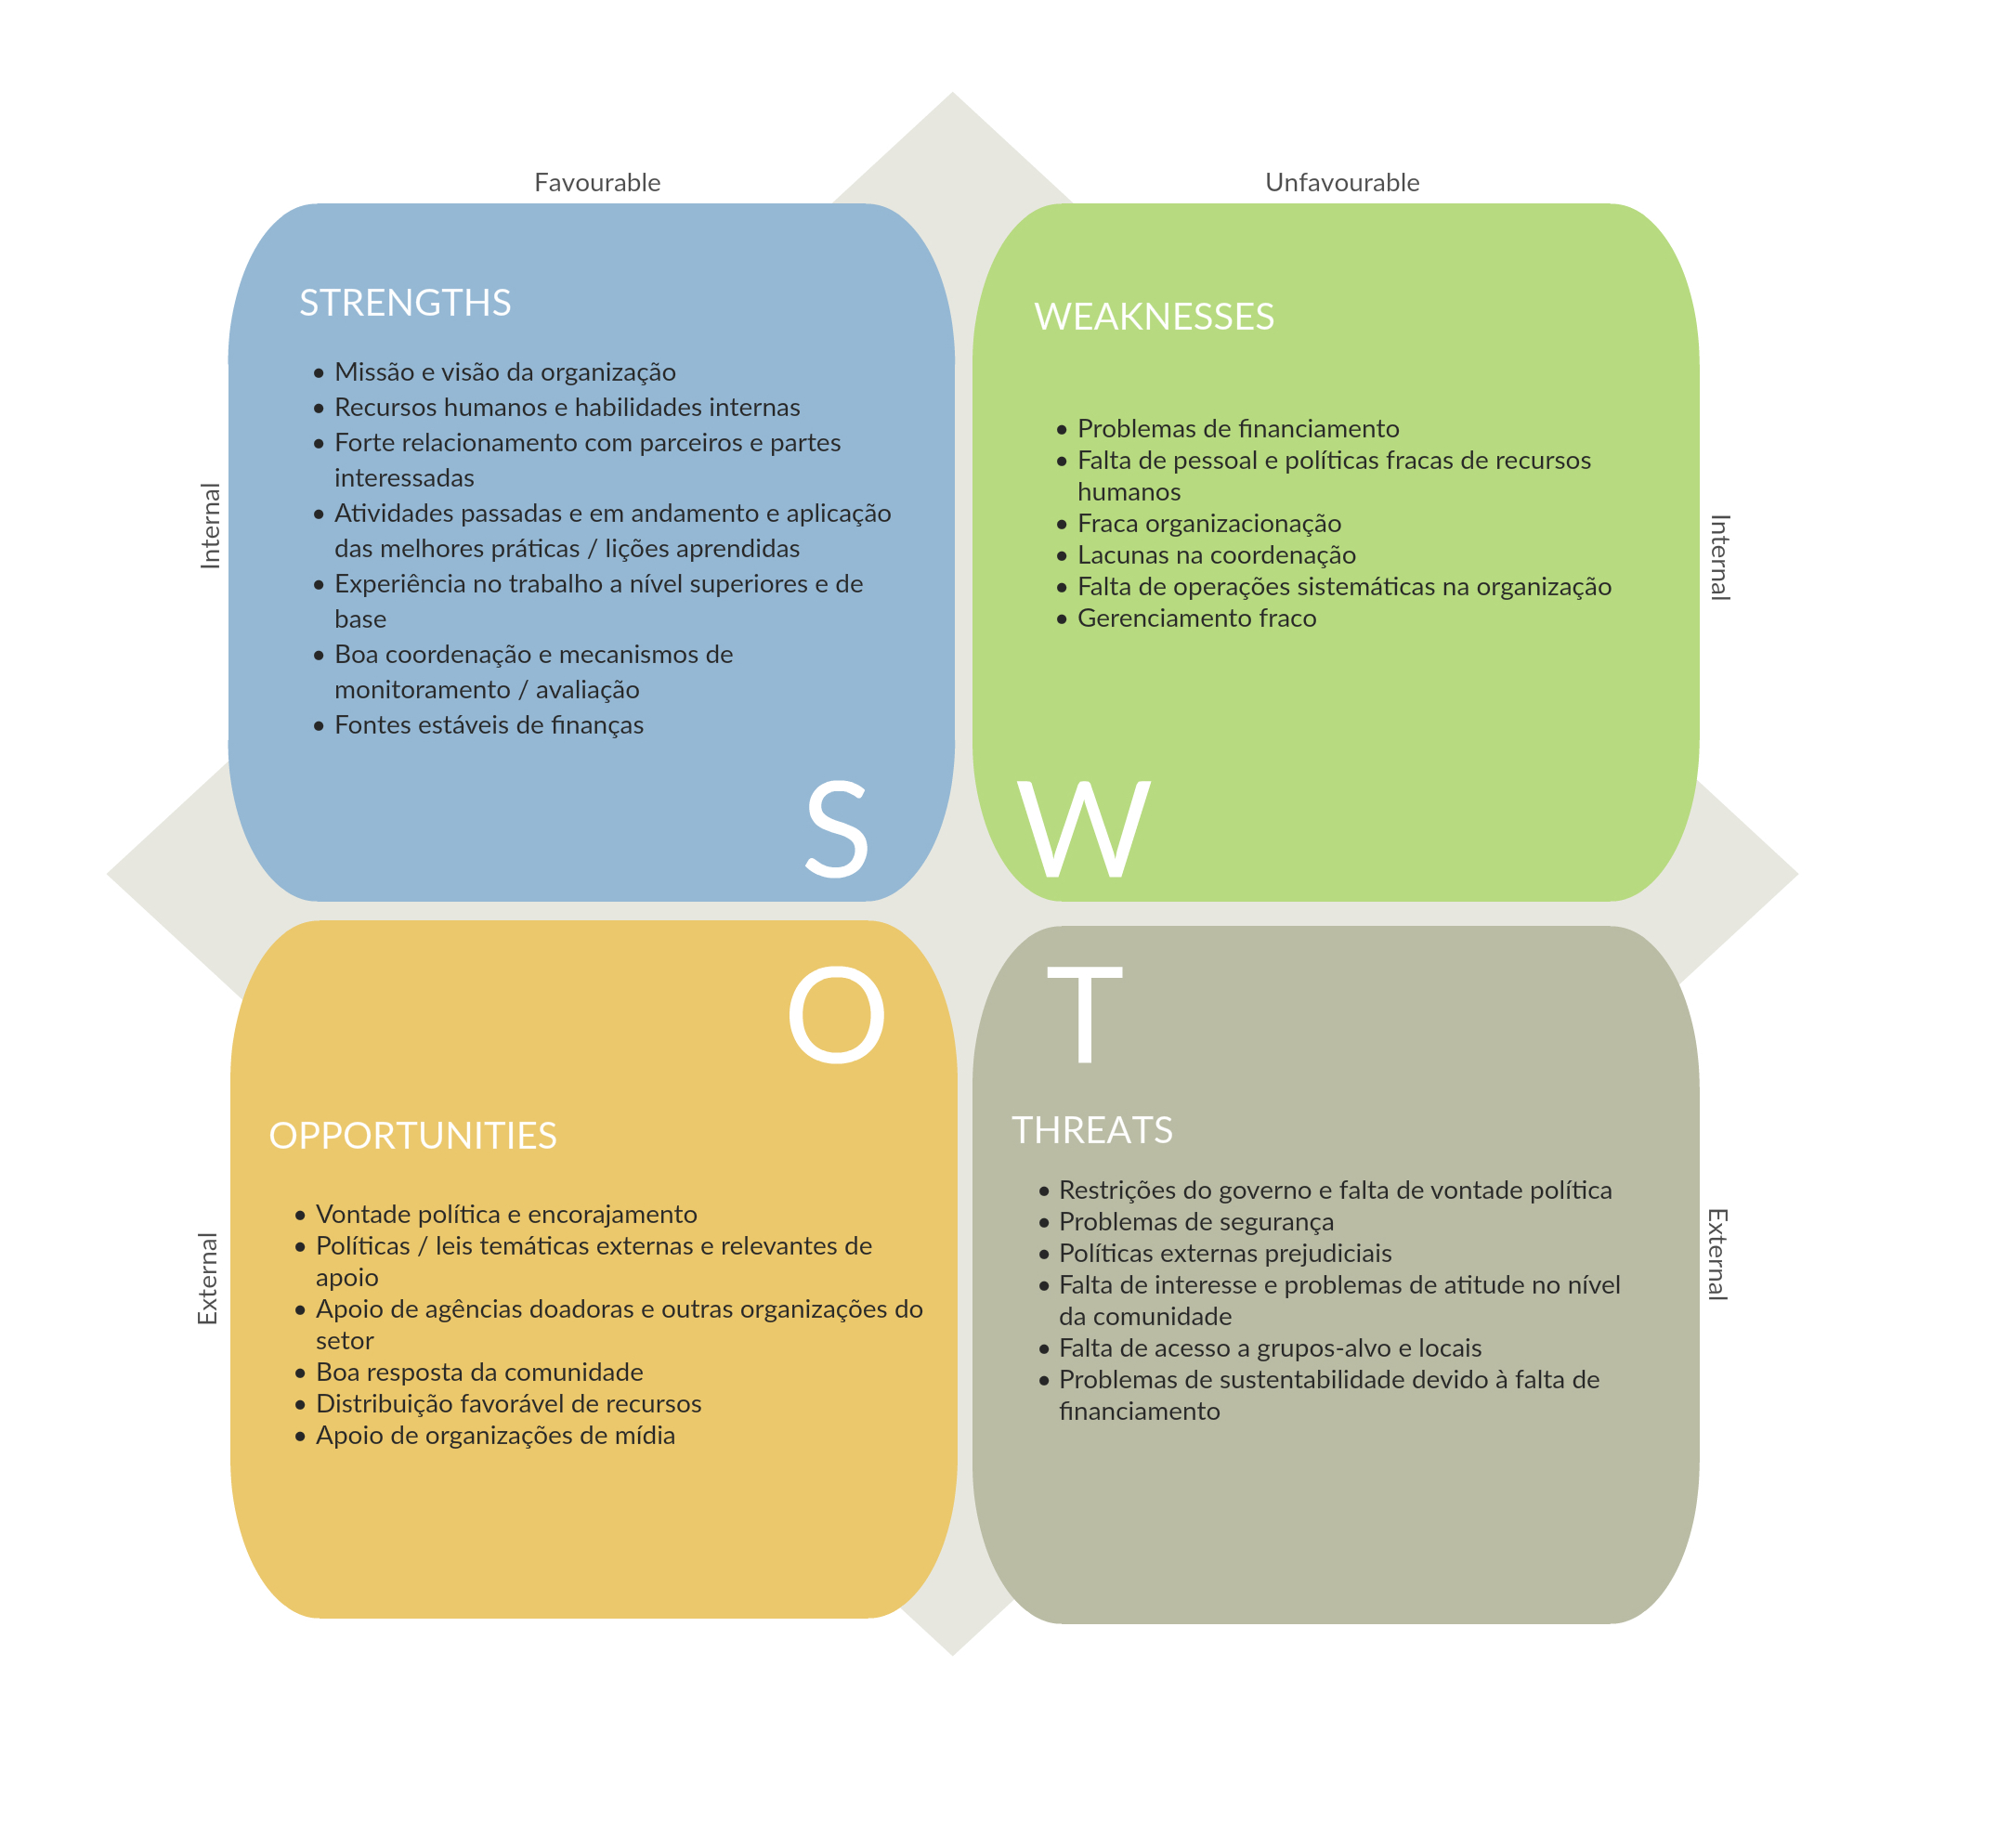 Favourable
Unfavourable
Internal
STRENGTHS
• Missão e visão da organização
• Recursos humanos e habilidades internas
• Forte relacionamento com parceiros e partes
interessadas
• Atividades passadas e em andamento e aplicação
das melhores práticas / lições aprendidas
• Experiência no trabalho a nível superiores e de
base
• Boa coordenação e mecanismos de
monitoramento / avaliação
• Fontes estáveis de finanças
S
WEAKNESSES
• Problemas de financiamento
• Falta de pessoal e políticas fracas de recursos
humanos
• Fraca organizacionação
• Lacunas na coordenação
• Falta de operações sistemáticas na organização
• Gerenciamento fraco
W
Internal
External
O
OPPORTUNITIES
• Vontade política e encorajamento
• Políticas / leis temáticas externas e relevantes de
apoio
• Apoio de agências doadoras e outras organizações do
setor
• Boa resposta da comunidade
• Distribuição favorável de recursos
• Apoio de organizações de mídia
T
THREATS
• Restrições do governo e falta de vontade política
• Problemas de segurança
• Políticas externas prejudiciais
• Falta de interesse e problemas de atitude no nível
da comunidade
• Falta de acesso a grupos-alvo e locais
• Problemas de sustentabilidade devido à falta de
financiamento
External